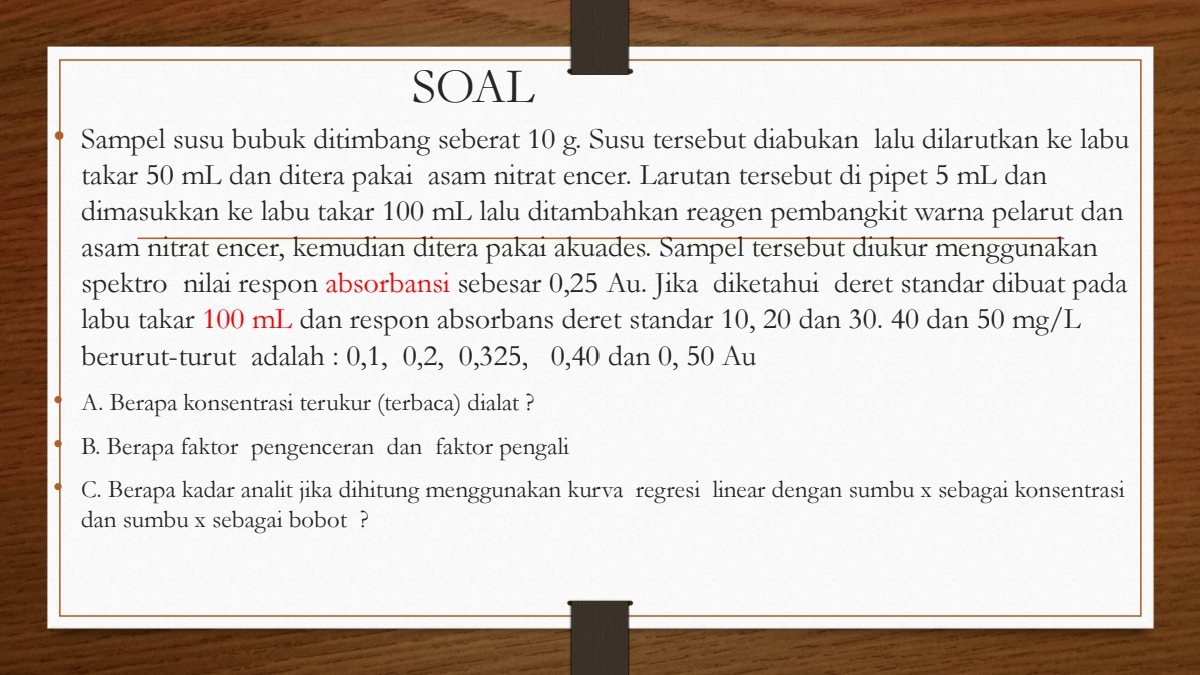 SOAL
• Sampel susu bubuk ditimbang seberat 10 g. Susu tersebut diabukan  lalu dilarutkan ke labu
takar 50 mL dan ditera pakai  asam nitrat encer. Larutan tersebut di pipet 5 mL dan
dimasukkan ke labu takar 100 mL lalu ditambahkan reagen pembangkit warna pelarut dan
asam nitrat encer, kemudian ditera pakai akuades. Sampel tersebut diukur menggunakan
spektro  nilai respon absorbansi sebesar 0,25 Au. Jika  diketahui  deret standar dibuat pada
labu takar 100 mL dan respon absorbans deret standar 10, 20 dan 30. 40 dan 50 mg/L
berurut-turut  adalah : 0,1,  0,2,  0,325,   0,40 dan 0, 50 Au
• A. Berapa konsentrasi terukur (terbaca) dialat ?
• B. Berapa faktor  pengenceran  dan  faktor pengali
• C. Berapa kadar analit jika dihitung menggunakan kurva  regresi  linear dengan sumbu x sebagai konsentrasi
dan sumbu x sebagai bobot  ?